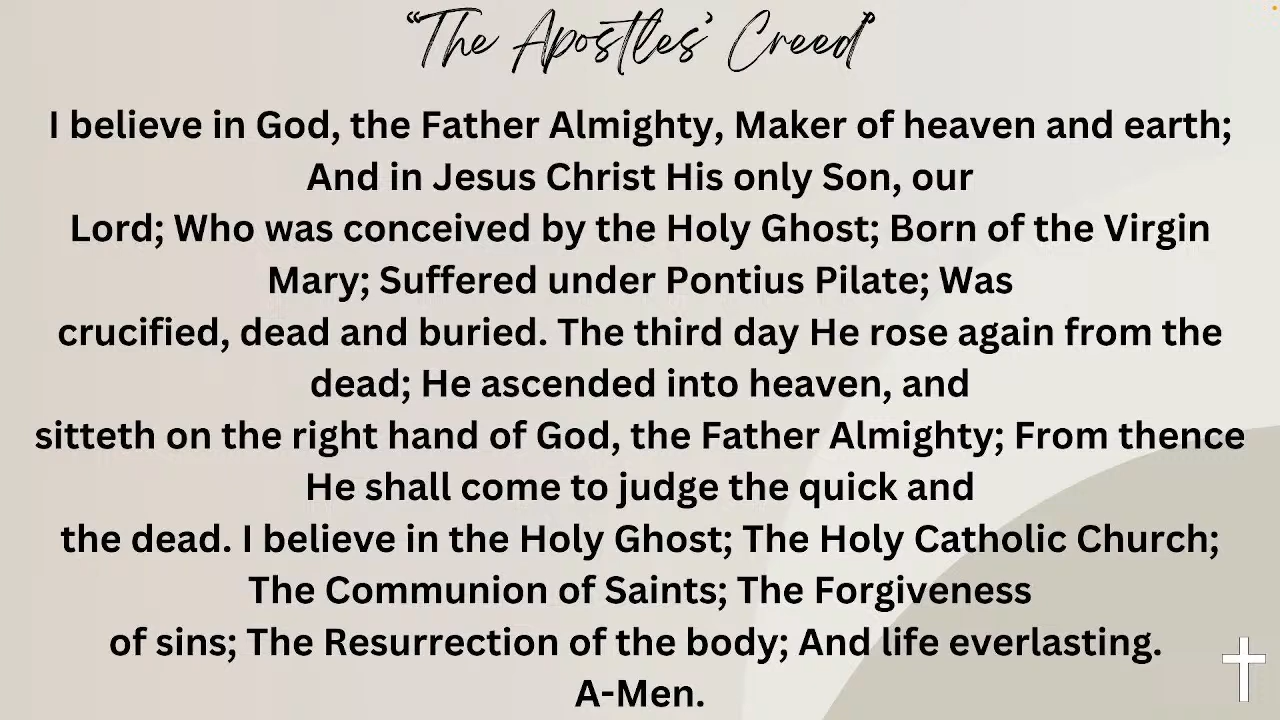 “The Apostles’ Creed”
I believe in God, the Father Almighty, Maker of heaven and earth;
And in Jesus Christ His only Son, our
Lord; Who was conceived by the Holy Ghost; Born of the Virgin
Mary; Suffered under Pontius Pilate; Was
crucified, dead and buried. The third day He rose again from the
dead; He ascended into heaven, and
sitteth on the right hand of God, the Father Almighty; From thence
He shall come to judge the quick and
the dead. I believe in the Holy Ghost; The Holy Catholic Church;
The Communion of Saints; The Forgiveness
of sins; The Resurrection of the body; And life everlasting.
A-Men.